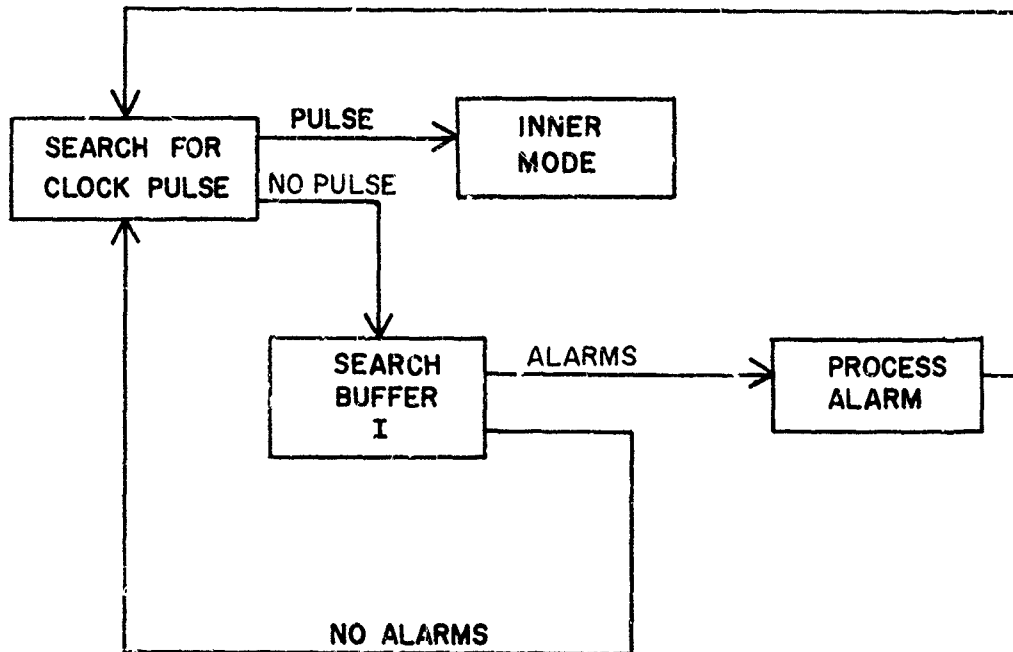 SEARCH FOR
CLOCK PULSE
PULSE
NO PULSE
INNER
MODE
SEARCH
BUFFER
I
ALARMS
PROCESS
ALARM
NO ALARMS